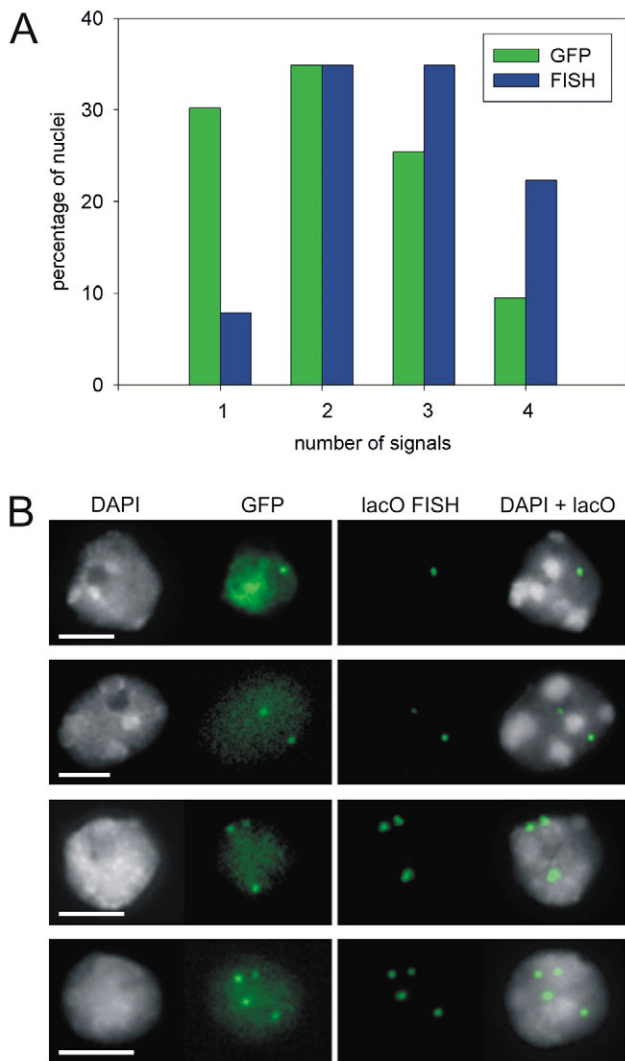 A
40
30
20
10
0
percentage of nuclei
GFP
FISH
1 2 3 4
number of signals
B
DAPI GFP lacO FISH DAPI + lacO